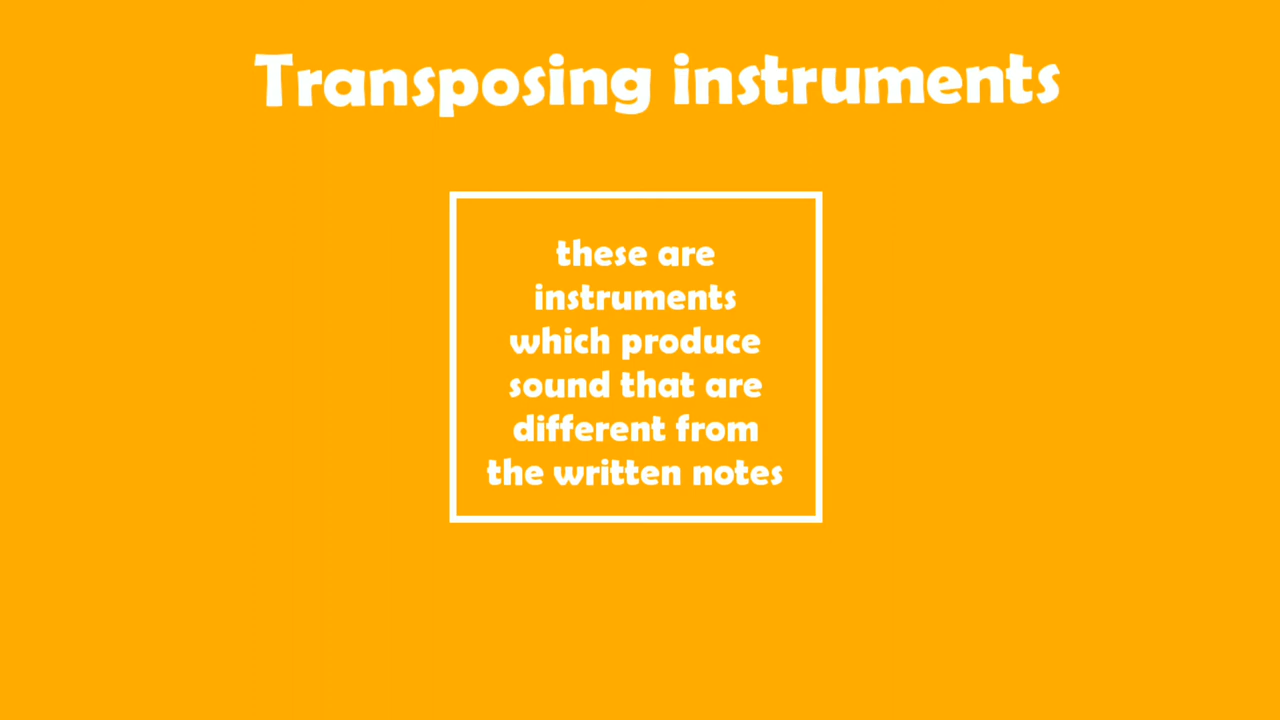 Transposing instruments
these are
instruments
which produce
sound that are
different from
the written notes